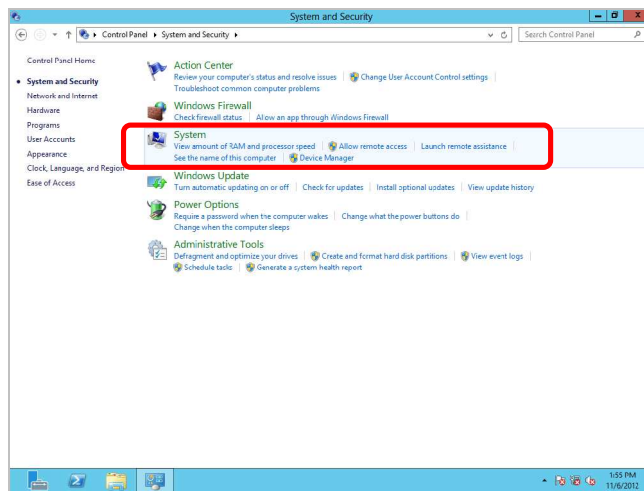 System and Security
Control Panel ▸ System and Security ▸
Search Control Panel
Control Panel Home
System and Security
Network and Internet
Hardware
Programs
User Accounts
Appearance
Clock, Language, and Region
Ease of Access
Action Center
Review your computer's status and resolve issues | Change User Account Control settings |
Troubleshoot common computer problems
Windows Firewall
Check firewall status | Allow an app through Windows Firewall
System
View amount of RAM and processor speed | Allow remote access | Launch remote assistance |
See the name of this computer | Device Manager
Windows Update
Turn automatic updating on or off | Check for updates | Install optional updates | View update history
Power Options
Require a password when the computer wakes | Change what the power buttons do |
Change when the computer sleeps
Administrative Tools
Defragment and optimize your drives | Create and format hard disk partitions | View event logs |
Schedule tasks | Generate a system health report
1:55 PM
11/6/2012